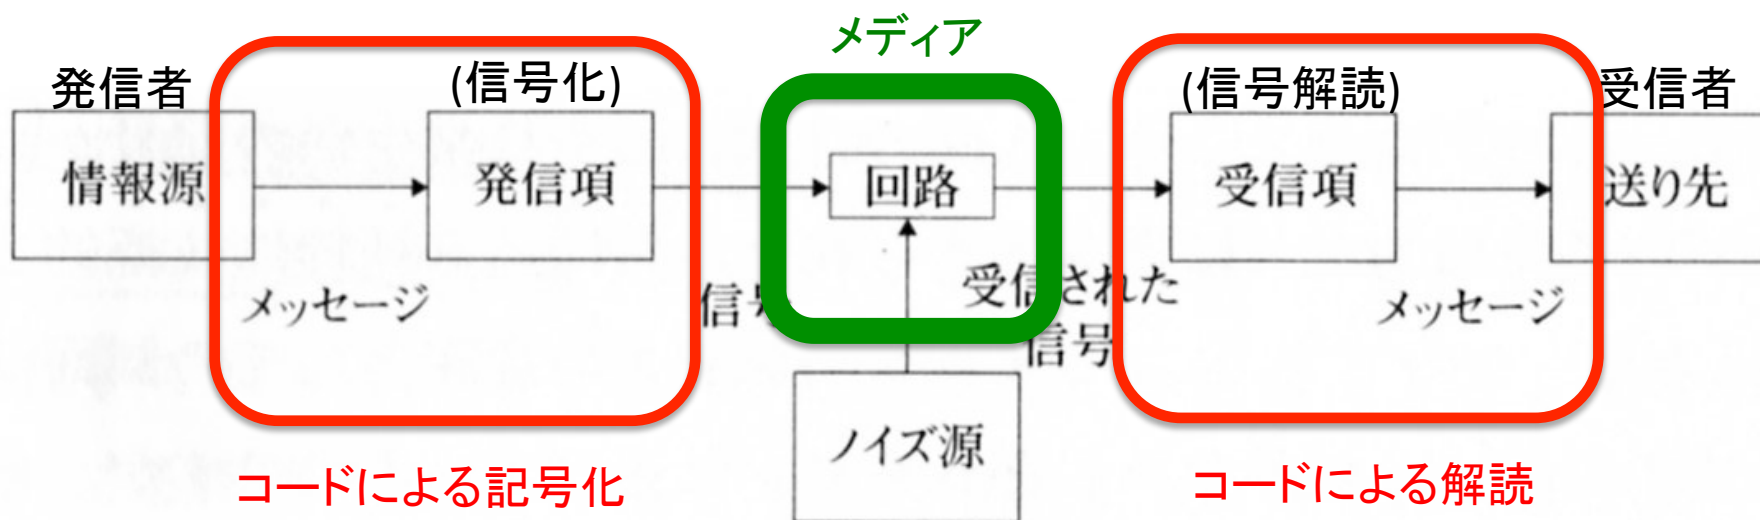 メディア
発信者
(信号化)
(信号解読)
受信者
情報源
発信項
回路
受信項
送り先
メッセージ
信号
受信された
信号
メッセージ
ノイズ源
コードによる記号化
コードによる解読